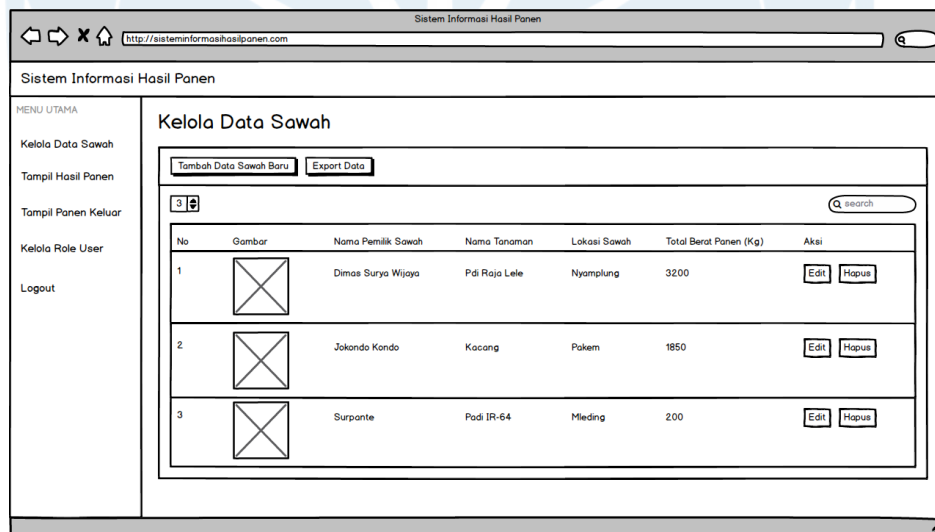 Sistem Informasi Hasil Panen
http://sisteminformasihasilpanen.com
Sistem Informasi Hasil Panen
MENU UTAMA
Kelola Data Sawah
Tampil Hasil Panen
Tampil Panen Keluar
Kelola Role User
Logout
Kelola Data Sawah
Tambah Data Sawah Baru Export Data
3 search
No Gambar Nama Pemilik Sawah Nama Tanaman Lokasi Sawah Total Berat Panen (Kg) Aksi
1 Dimas Surya Wijaya Pdi Raja Lele Nyamplung 3200 Edit Hapus
2 Jokondo Kondo Kacang Pakem 1850 Edit Hapus
3 Surpante Padi IR-64 Mleding 200 Edit Hapus